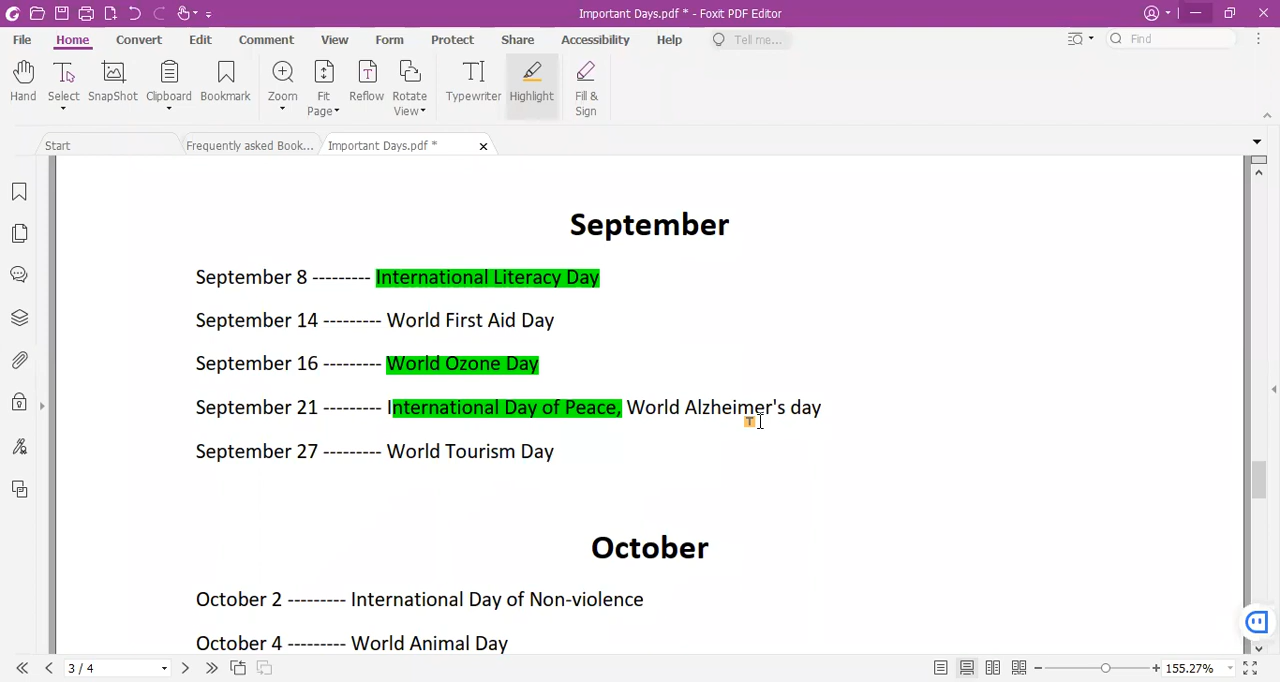 Important Days.pdf * - Foxit PDF Editor
File Home Convert Edit Comment View Form Protect Share Accessibility Help Tell me... Find
Hand Select SnapShot Clipboard Bookmark Zoom Fit Page Reflow Rotate View Typewriter Highlight Fill & Sign
Start Frequently asked Book... Important Days.pdf *
September
September 8 --------- International Literacy Day
September 14 --------- World First Aid Day
September 16 --------- World Ozone Day
September 21 --------- International Day of Peace, World Alzheimer's day
September 27 --------- World Tourism Day
October
October 2 --------- International Day of Non-violence
October 4 --------- World Animal Day
3 / 4 155.27%